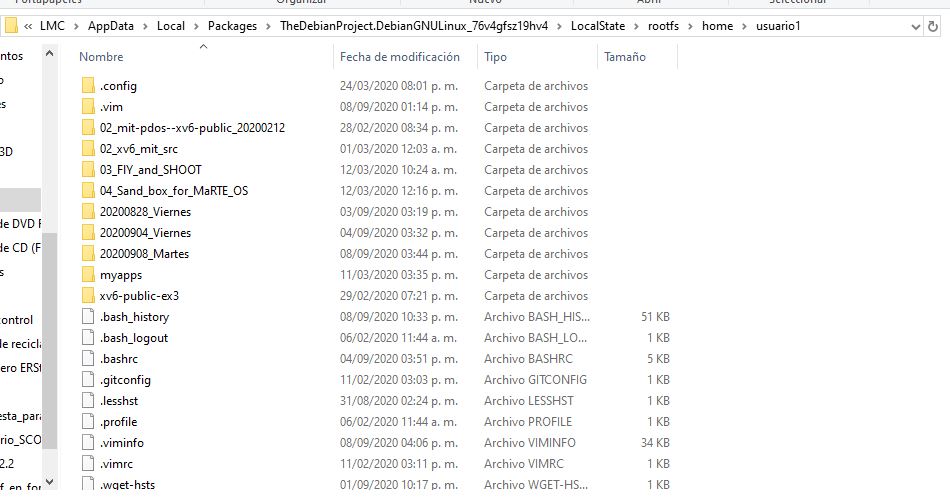 Portapapeles Organizar Nuevo Abrir Seleccionar
« LMC > AppData > Local > Packages > TheDebianProject.DebianGNULinux_76v4gfsz19hv4 > LocalState > rootfs > home > usuario1
Nombre Fecha de modificación Tipo Tamaño
.config 24/03/2020 08:01 p. m. Carpeta de archivos
.vim 08/09/2020 01:14 p. m. Carpeta de archivos
02_mit-pdos--xv6-public_20200212 28/02/2020 08:34 p. m. Carpeta de archivos
02_xv6_mit_src 01/03/2020 12:03 a. m. Carpeta de archivos
03_FIY_and_SHOOT 12/03/2020 10:24 a. m. Carpeta de archivos
04_Sand_box_for_MaRTE_OS 12/03/2020 12:16 p. m. Carpeta de archivos
20200828_Viernes 03/09/2020 03:19 p. m. Carpeta de archivos
20200904_Viernes 04/09/2020 03:32 p. m. Carpeta de archivos
20200908_Martes 08/09/2020 03:44 p. m. Carpeta de archivos
myapps 11/03/2020 03:35 p. m. Carpeta de archivos
xv6-public-ex3 29/02/2020 07:21 p. m. Carpeta de archivos
.bash_history 08/09/2020 10:33 p. m. Archivo BASH_HIS... 51 KB
.bash_logout 06/02/2020 11:44 a. m. Archivo BASH_LO... 1 KB
.bashrc 04/09/2020 03:51 p. m. Archivo BASHRC 5 KB
.gitconfig 11/02/2020 03:03 p. m. Archivo GITCONFIG 1 KB
.lesshst 31/08/2020 02:24 p. m. Archivo LESSHST 1 KB
.profile 06/02/2020 11:44 a. m. Archivo PROFILE 1 KB
.viminfo 08/09/2020 04:06 p. m. Archivo VIMINFO 34 KB
.vimrc 11/02/2020 03:11 p. m. Archivo VIMRC 1 KB
.wget-hsts 01/09/2020 10:17 p. m. Archivo WGET-HS... 1 KB
ntos
o
es
3D
de DVD F
de CD (F
s
control
le recicla
ero ERSt
esta_para
rio_SCO
2.2
f_en_for